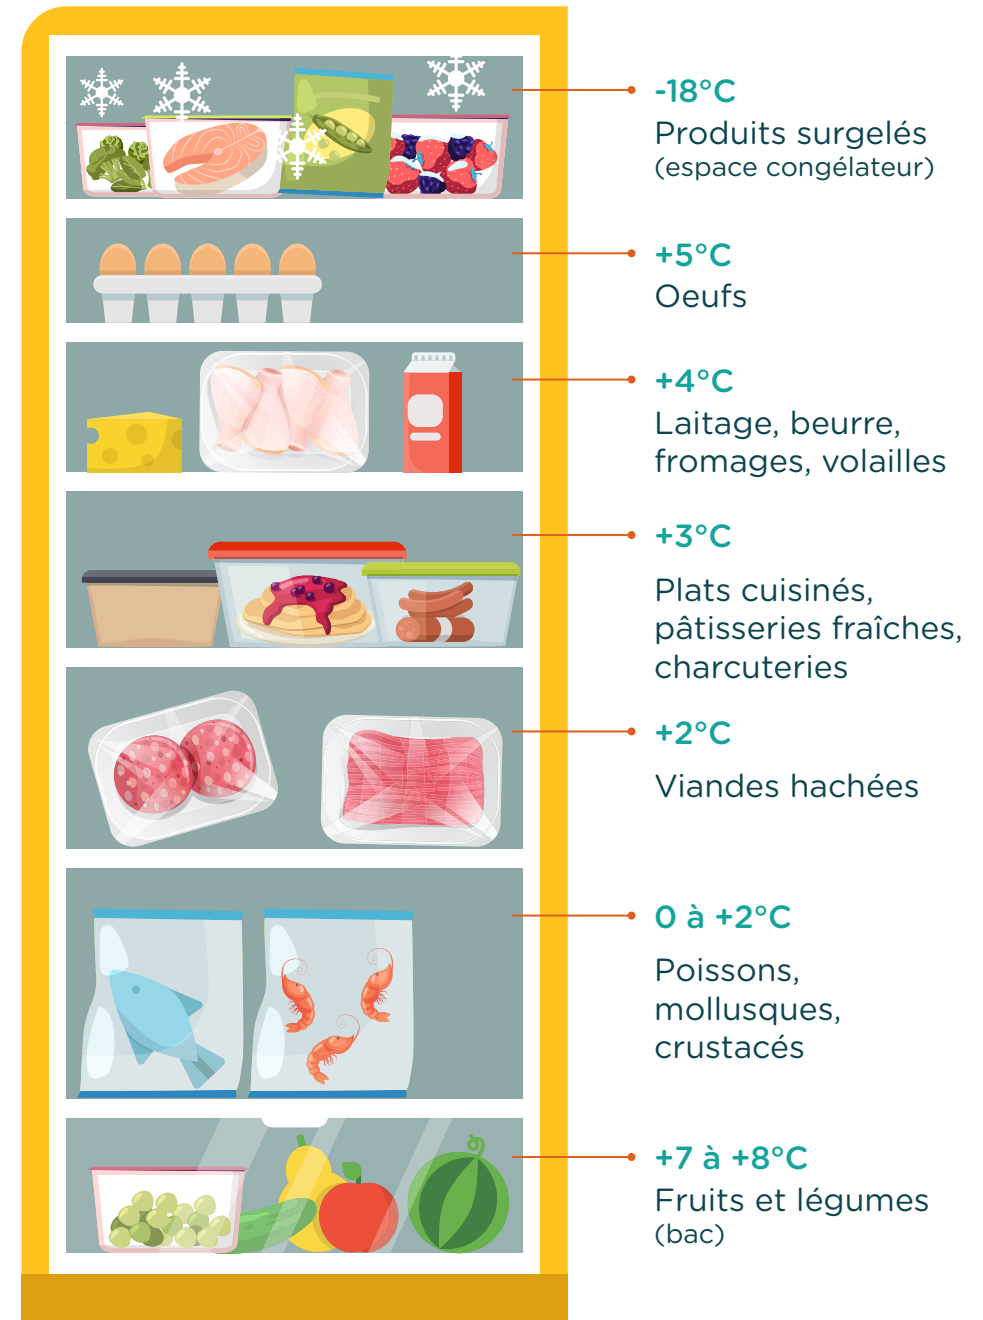 -18°C
Produits surgelés
(espace congélateur)
+5°C
Oeufs
+4°C
Laitage, beurre,
fromages, volailles
+3°C
Plats cuisinés,
pâtisseries fraîches,
charcuteries
+2°C
Viandes hachées
0 à +2°C
Poissons,
mollusques,
crustacés
+7 à +8°C
Fruits et légumes
(bac)